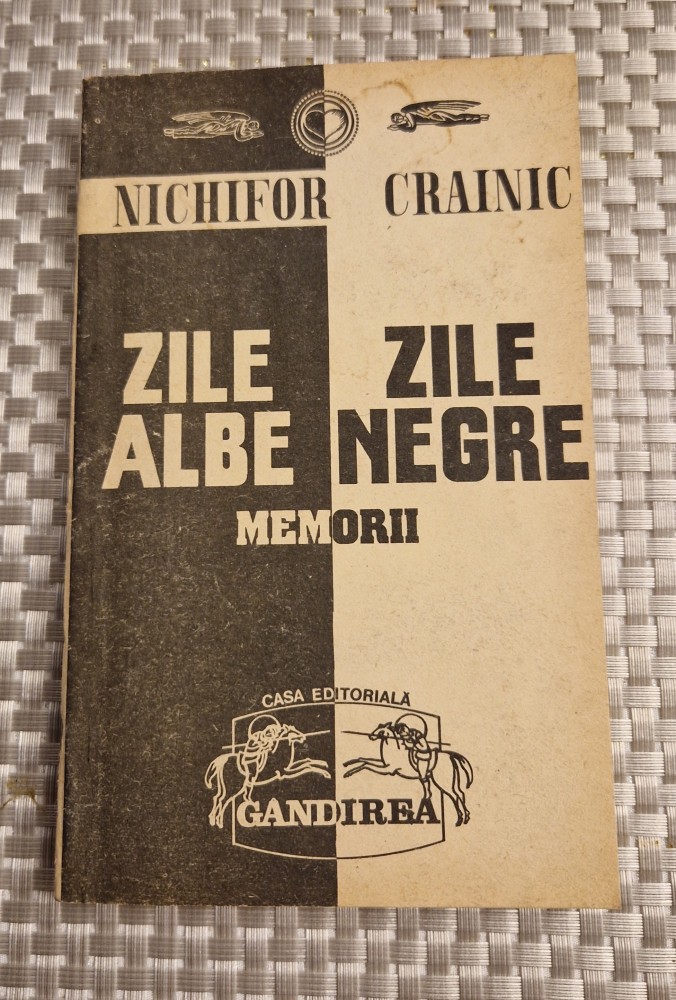 NICHIFOR CRAINIC
ZILE ALBE
ZILE NEGRE
MEMORII
CASA EDITORIALĂ
GANDIREA